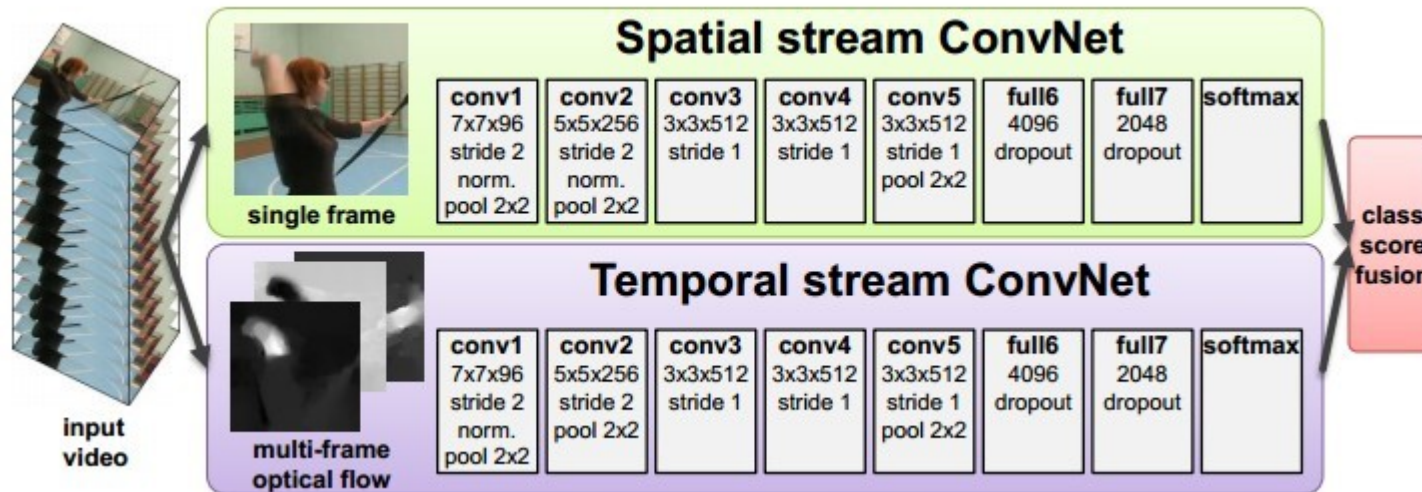 Spatial stream ConvNet
conv1
7x7x96
stride 2
norm.
pool 2x2
conv2
5x5x256
stride 2
norm.
pool 2x2
conv3
3x3x512
stride 1
conv4
3x3x512
stride 1
conv5
3x3x512
stride 1
pool 2x2
full6
4096
dropout
full7
2048
dropout
softmax
single frame
input
video
Temporal stream ConvNet
conv1
7x7x96
stride 2
norm.
pool 2x2
conv2
5x5x256
stride 2
pool 2x2
conv3
3x3x512
stride 1
conv4
3x3x512
stride 1
conv5
3x3x512
stride 1
pool 2x2
full6
4096
dropout
full7
2048
dropout
softmax
multi-frame
optical flow
class
score
fusion